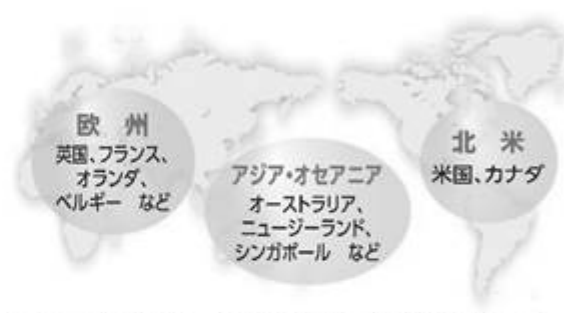 欧 州
英国、フランス、
オランダ、
ベルギー など
アジア・オセアニア
オーストラリア、
ニュージーランド、
シンガポール など
北 米
米国、カナダ